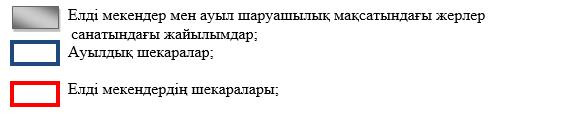 Елді мекендер мен ауыл шаруашылық мақсатындағы жерлер
санатындағы жайылымдар;
Ауылдық шекаралар;
Елді мекендердің шекаралары;